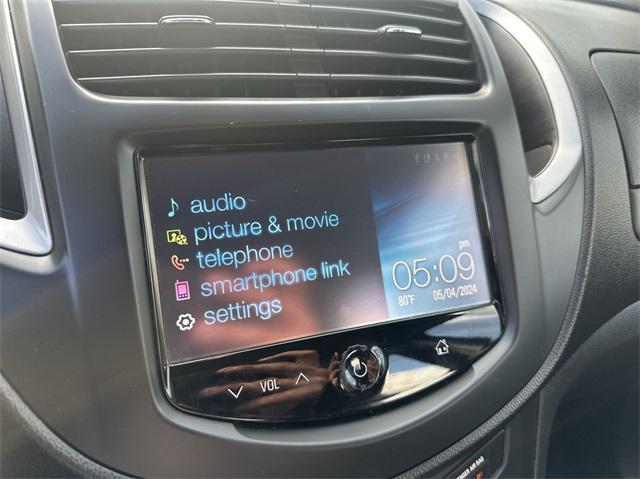 audio
picture & movie
telephone
smartphone link
settings
pm
05:09
80°F 05/04/2024
VOL